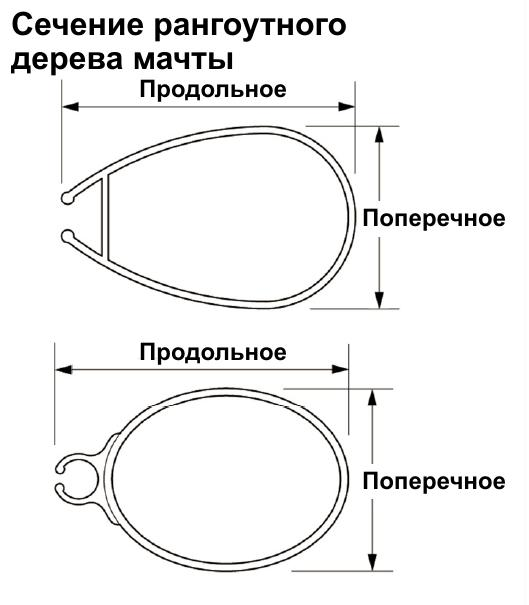 Сечение рангоутного
дерева мачты
Продольное
Поперечное
Продольное
Поперечное